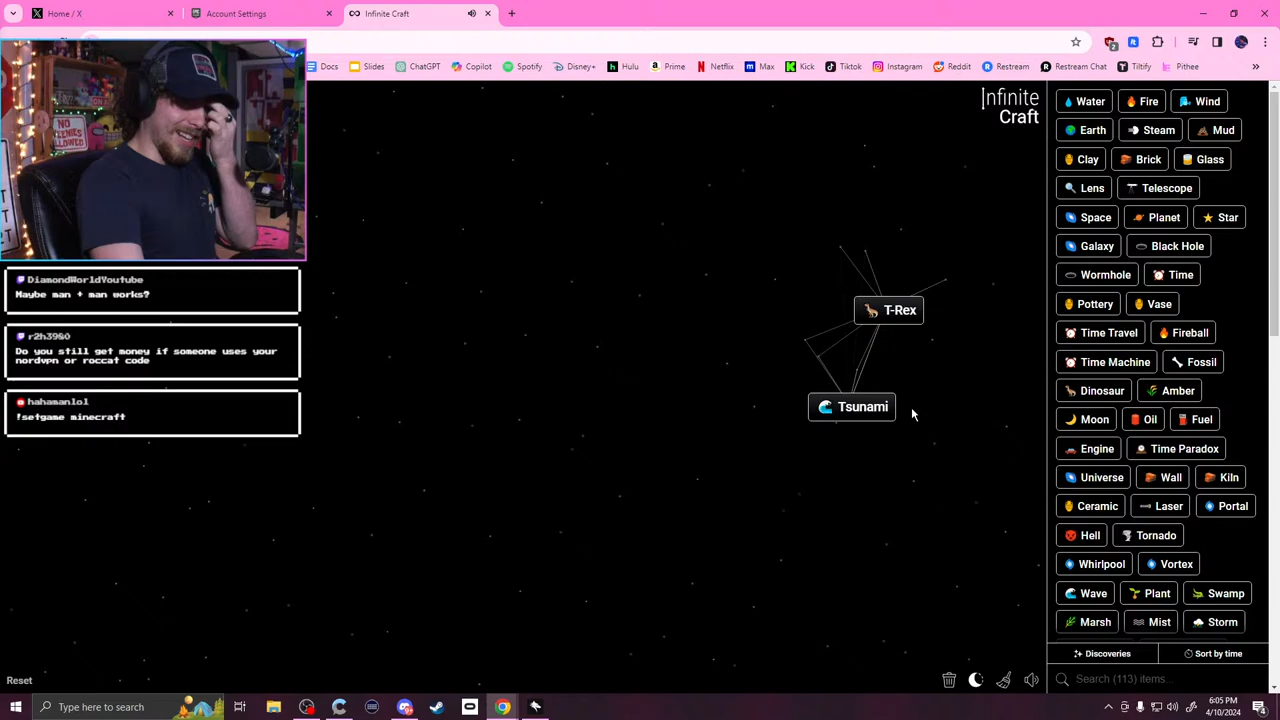 Home / X
Account Settings
Infinite Craft
Docs
Slides
ChatGPT
Copilot
Spotify
Disney+
Hulu
Prime
Netflix
Max
Kick
Tiktok
Instagram
Reddit
Restream
Restream Chat
Tiltify
Pithee
2
NO
WEENIES
ALLOWED
Infinite
Craft
Water
Fire
Wind
Earth
Steam
Mud
Clay
Brick
Glass
Lens
Telescope
Space
Planet
Star
Galaxy
Black Hole
Wormhole
Time
Pottery
Vase
Time Travel
Fireball
Time Machine
Fossil
Dinosaur
Amber
Moon
Oil
Fuel
Engine
Time Paradox
Universe
Wall
Kiln
Ceramic
Laser
Portal
Hell
Tornado
Whirlpool
Vortex
Wave
Plant
Swamp
Marsh
Mist
Storm
Discoveries
Sort by time
Search (113) items...
T-Rex
Tsunami
DiamondWorldYoutube
Maybe man + man works?
r2h3980
Do you still get money if someone uses your
nordvpn or roccat code
hahamanlol
!setgame minecraft
Reset
Type here to search
6:05 PM
4/10/2024